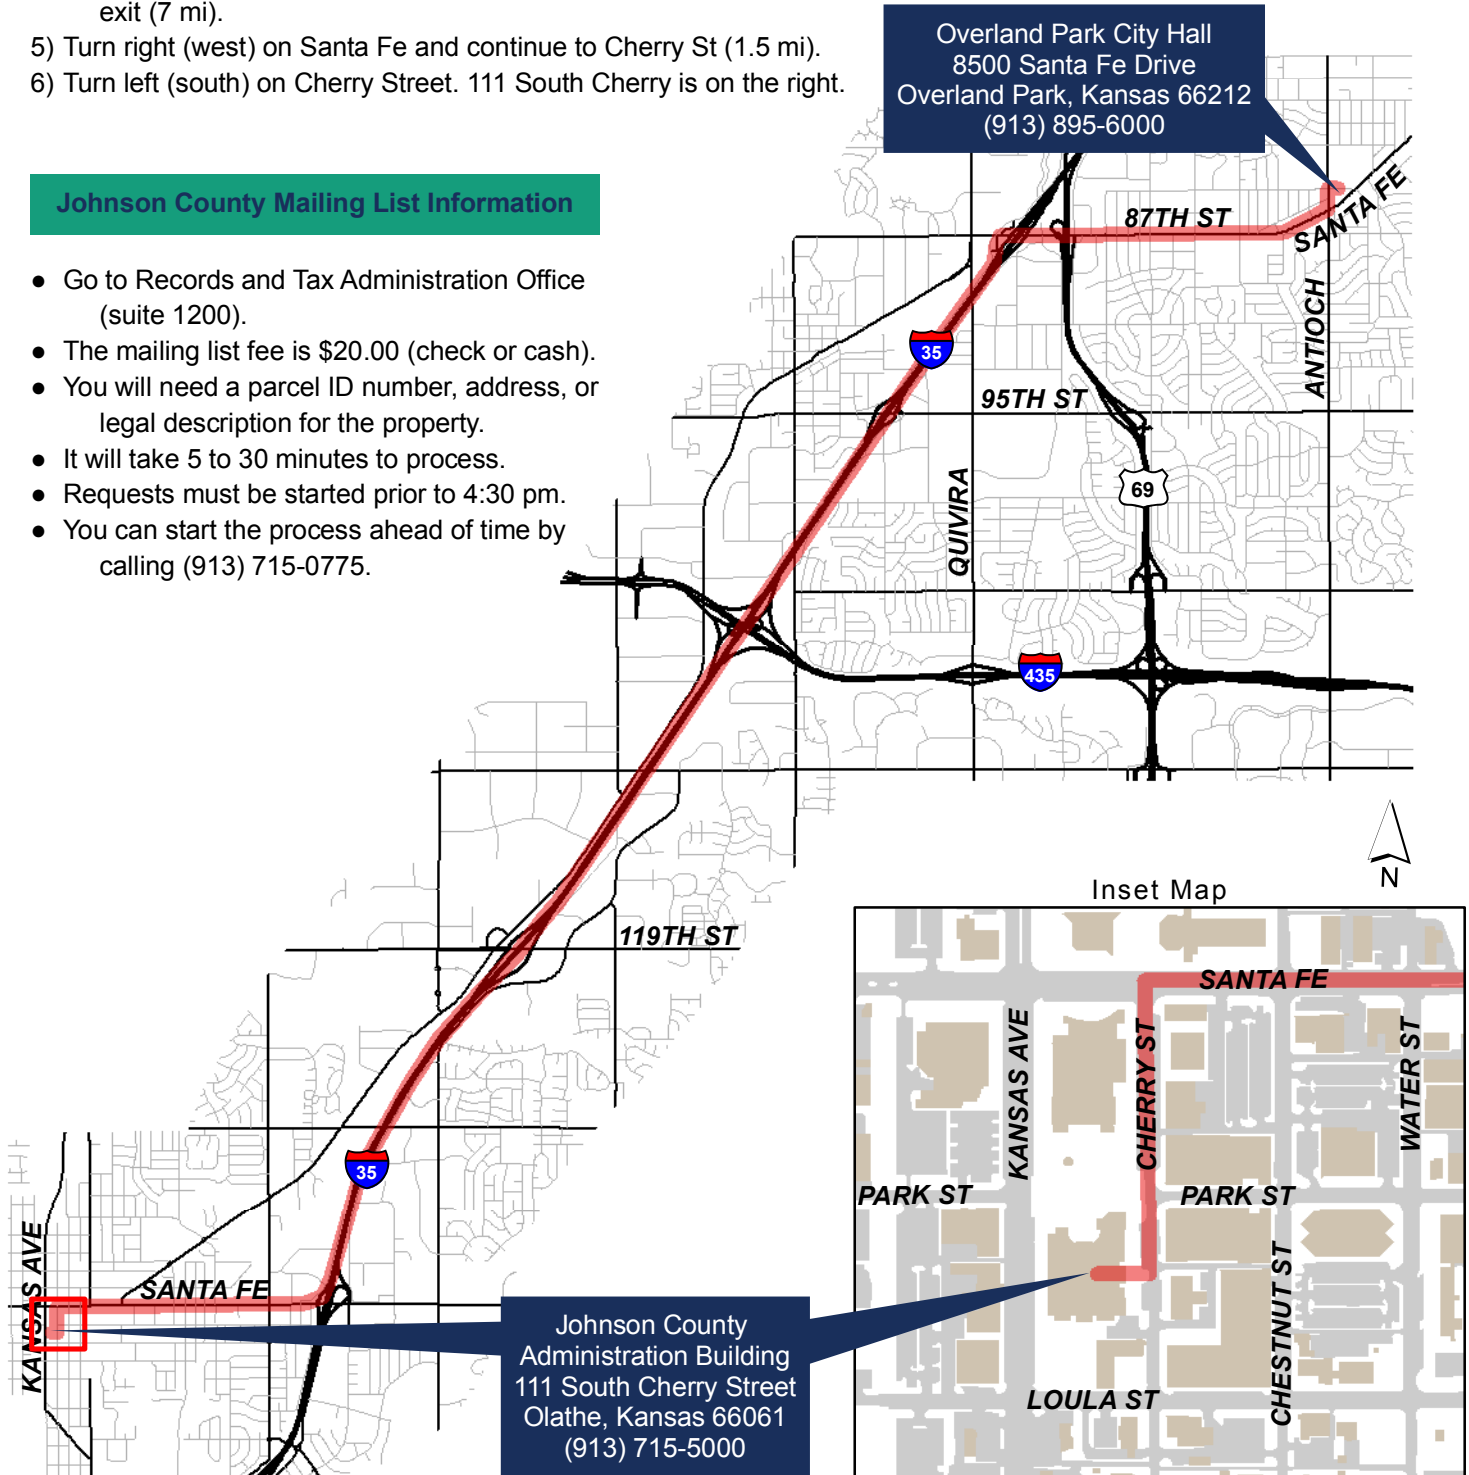 exit (7 mi).
5) Turn right (west) on Santa Fe and continue to Cherry St (1.5 mi).
6) Turn left (south) on Cherry Street. 111 South Cherry is on the right.
Overland Park City Hall
8500 Santa Fe Drive
Overland Park, Kansas 66212
(913) 895-6000
Johnson County Mailing List Information
● Go to Records and Tax Administration Office
(suite 1200).
● The mailing list fee is $20.00 (check or cash).
● You will need a parcel ID number, address, or
legal description for the property.
● It will take 5 to 30 minutes to process.
● Requests must be started prior to 4:30 pm.
● You can start the process ahead of time by
calling (913) 715-0775.
87TH ST
SANTA FE
ANTIOCH
35
95TH ST
QUIVIRA
69
435
119TH ST
35
KANSAS AVE
SANTA FE
Johnson County
Administration Building
111 South Cherry Street
Olathe, Kansas 66061
(913) 715-5000
N
Inset Map
SANTA FE
KANSAS AVE
CHERRY ST
WATER ST
PARK ST
PARK ST
CHESTNUT ST
LOULA ST